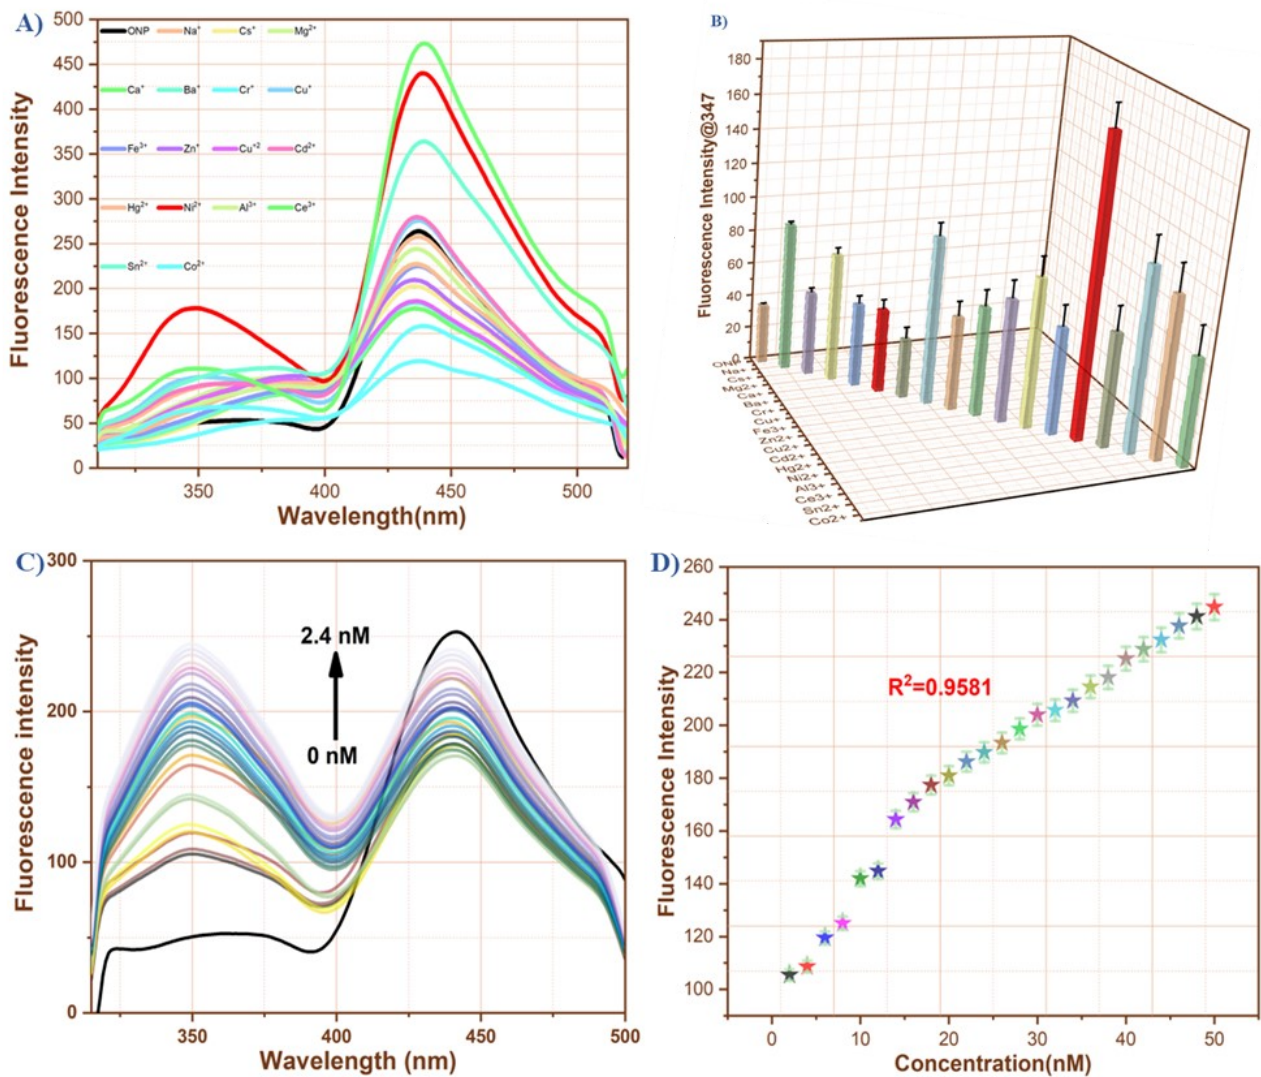 A)
500
450
400
350
300
250
200
150
100
50
0
Fluorescence Intensity
ONP Na⁺ Cs⁺ Mg²⁺
Ca⁺ Ba⁺ Cr⁺ Cu⁺
Fe³⁺ Zn⁺ Cu⁺² Cd²⁺
Hg²⁺ Ni²⁺ Al³⁺ Ce³⁺
Sn²⁺ Co²⁺
350 400 450 500
Wavelength(nm)
B)
180
160
140
120
100
80
60
40
20
0
Fluorescence Intensity@347
ONP
Na+
Cs+
Mg2+
Ca+
Ba+
Cr+
Cu+
Fe3+
Zn2+
Cu2+
Cd2+
Hg2+
Ni2+
Al3+
Ce3+
Sn2+
Co2+
C)
300
200
100
0
Fluorescence intensity
2.4 nM
0 nM
350 400 450 500
Wavelength (nm)
D)
260
240
220
200
180
160
140
120
100
Fluorescence Intensity
R²=0.9581
0 10 20 30 40 50
Concentration(nM)